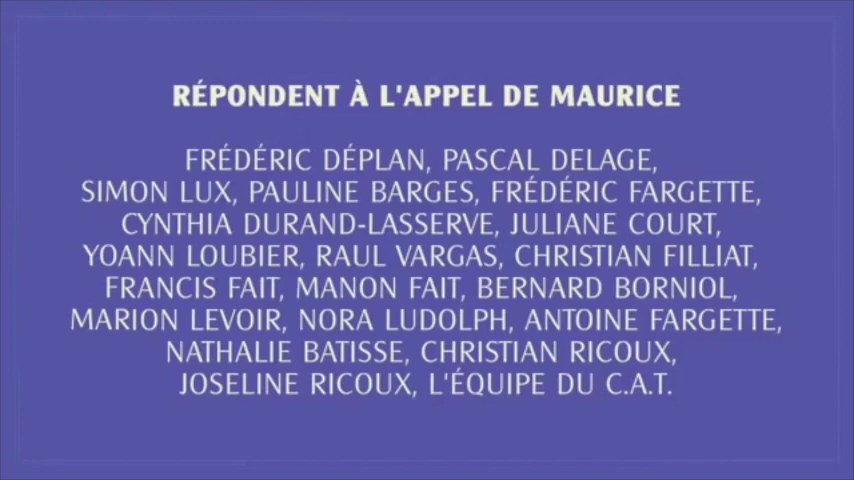 RÉPONDENT À L'APPEL DE MAURICE
FRÉDÉRIC DÉPLAN, PASCAL DELAGE,
SIMON LUX, PAULINE BARGES, FRÉDÉRIC FARGETTE,
CYNTHIA DURAND-LASSERVE, JULIANE COURT,
YOANN LOUBIER, RAUL VARGAS, CHRISTIAN FILLIAT,
FRANCIS FAIT, MANON FAIT, BERNARD BORNIOL,
MARION LEVOIR, NORA LUDOLPH, ANTOINE FARGETTE,
NATHALIE BATISSE, CHRISTIAN RICOUX,
JOSELINE RICOUX, L'ÉQUIPE DU C.A.T.